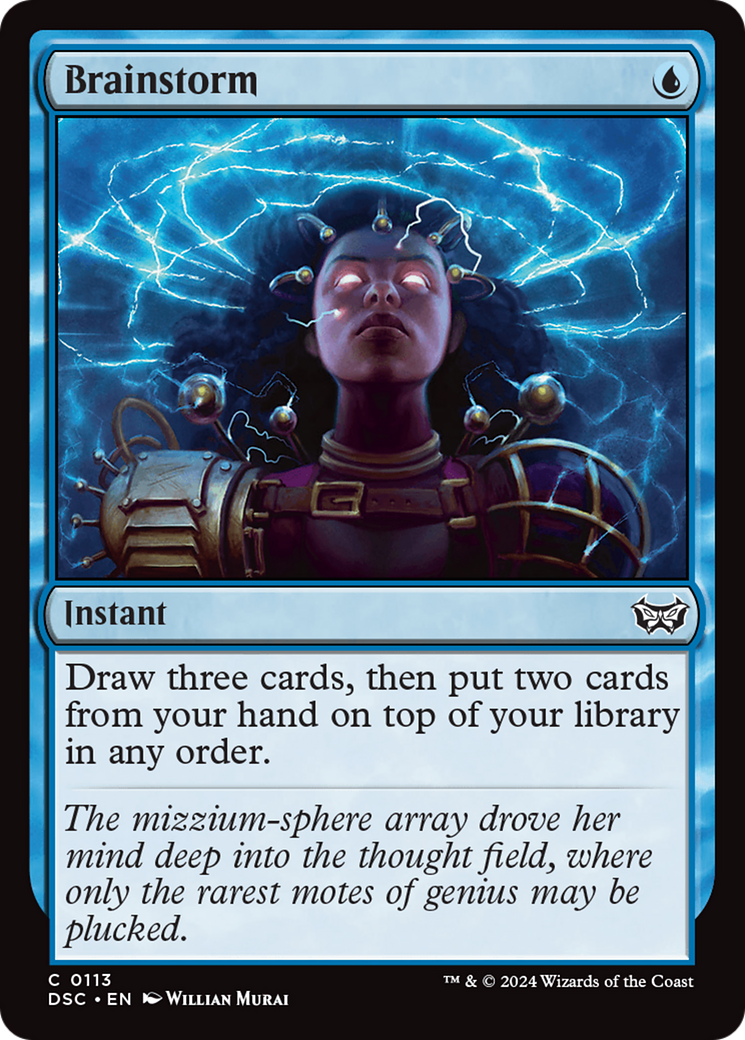 Brainstorm
Instant
Draw three cards, then put two cards
from your hand on top of your library
in any order.
The mizzium-sphere array drove her
mind deep into the thought field, where
only the rarest motes of genius may be
plucked.
C 0113
DSC • EN Willian Murai
™ & © 2024 Wizards of the Coast